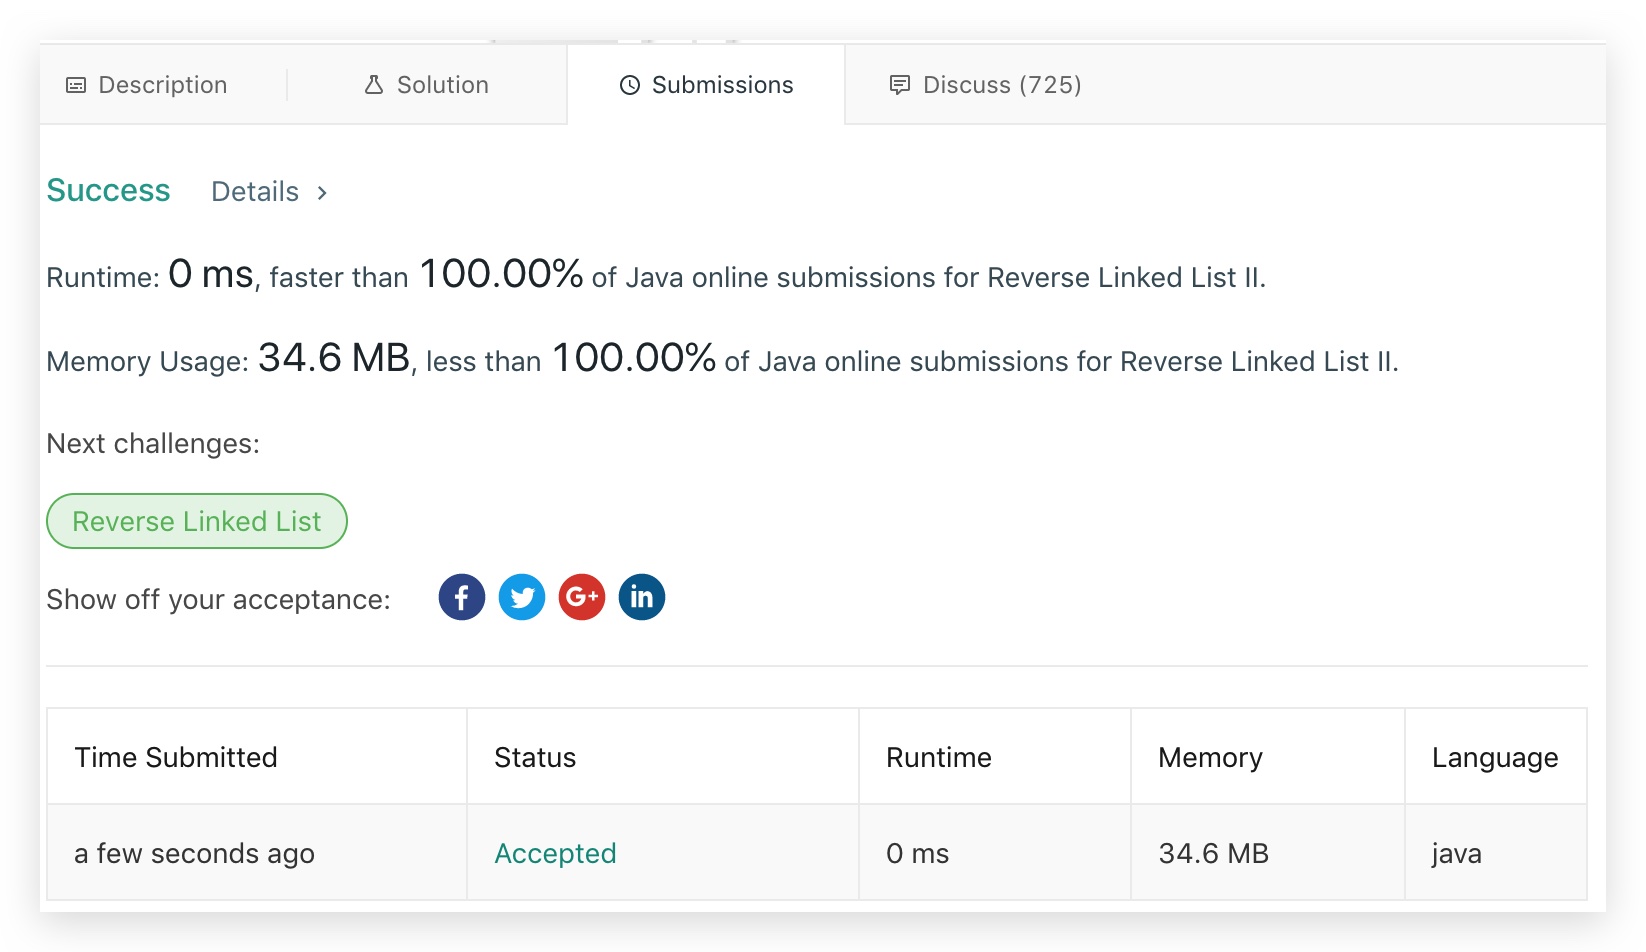 Description Solution Submissions Discuss (725)
Success Details >
Runtime: 0 ms, faster than 100.00% of Java online submissions for Reverse Linked List II.
Memory Usage: 34.6 MB, less than 100.00% of Java online submissions for Reverse Linked List II.
Next challenges:
Reverse Linked List
Show off your acceptance: f G+ in
Time Submitted Status Runtime Memory Language
a few seconds ago Accepted 0 ms 34.6 MB java